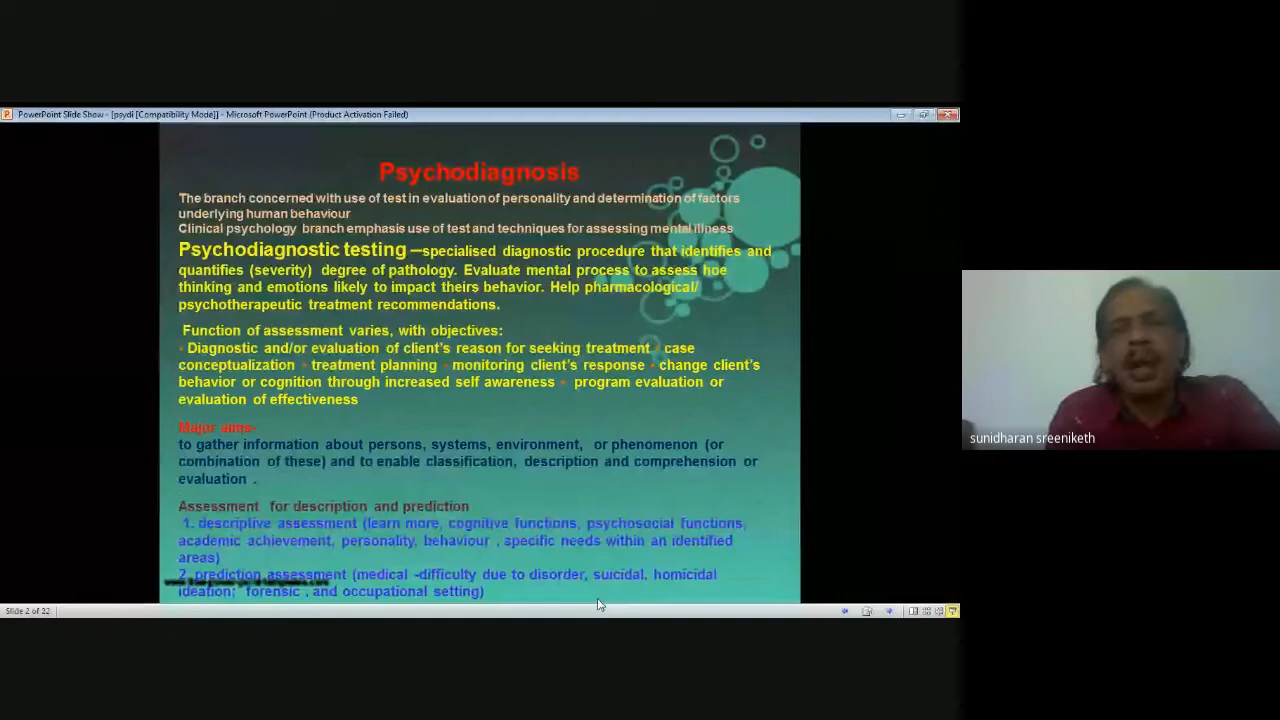 PowerPoint Slide Show - [psydi [Compatibility Mode]] - Microsoft PowerPoint (Product Activation Failed)
Psychodiagnosis
The branch concerned with use of test in evaluation of personality and determination of factors
underlying human behaviour
Clinical psychology branch emphasis use of test and techniques for assessing mental illness
Psychodiagnostic testing –specialised diagnostic procedure that identifies and
quantifies (severity) degree of pathology. Evaluate mental process to assess hoe
thinking and emotions likely to impact theirs behavior. Help pharmacological/
psychotherapeutic treatment recommendations.
Function of assessment varies, with objectives:
• Diagnostic and/or evaluation of client's reason for seeking treatment • case
conceptualization • treatment planning • monitoring client's response • change client's
behavior or cognition through increased self awareness • program evaluation or
evaluation of effectiveness
Major aims-
to gather information about persons, systems, environment, or phenomenon (or
combination of these) and to enable classification, description and comprehension or
evaluation .
Assessment for description and prediction
1. descriptive assessment (learn more, cognitive functions, psychosocial functions,
academic achievement, personality, behaviour , specific needs within an identified
areas)
2. prediction assessment (medical -difficulty due to disorder, suicidal, homicidal
ideation; forensic , and occupational setting)
Slide 2 of 22
sunidharan sreeniketh